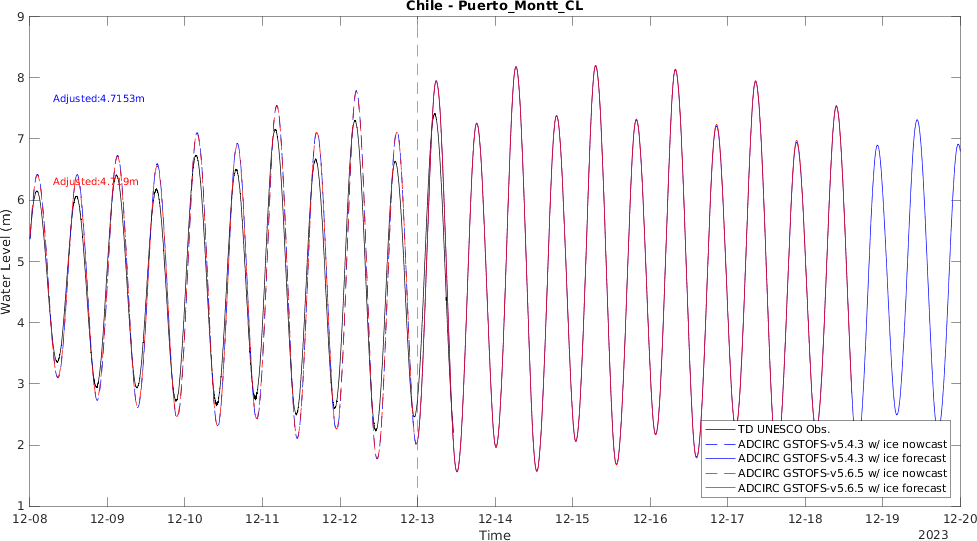 Chile - Puerto_Montt_CL
9
8
7
6
5
4
3
2
1
Water Level (m)
Adjusted:4.7153m
Adjusted:4.729m
TD UNESCO Obs.
ADCIRC GSTOFS-v5.4.3 w/ ice nowcast
ADCIRC GSTOFS-v5.4.3 w/ ice forecast
ADCIRC GSTOFS-v5.6.5 w/ ice nowcast
ADCIRC GSTOFS-v5.6.5 w/ ice forecast
12-08 12-09 12-10 12-11 12-12 12-13 12-14 12-15 12-16 12-17 12-18 12-19 12-20
Time
2023